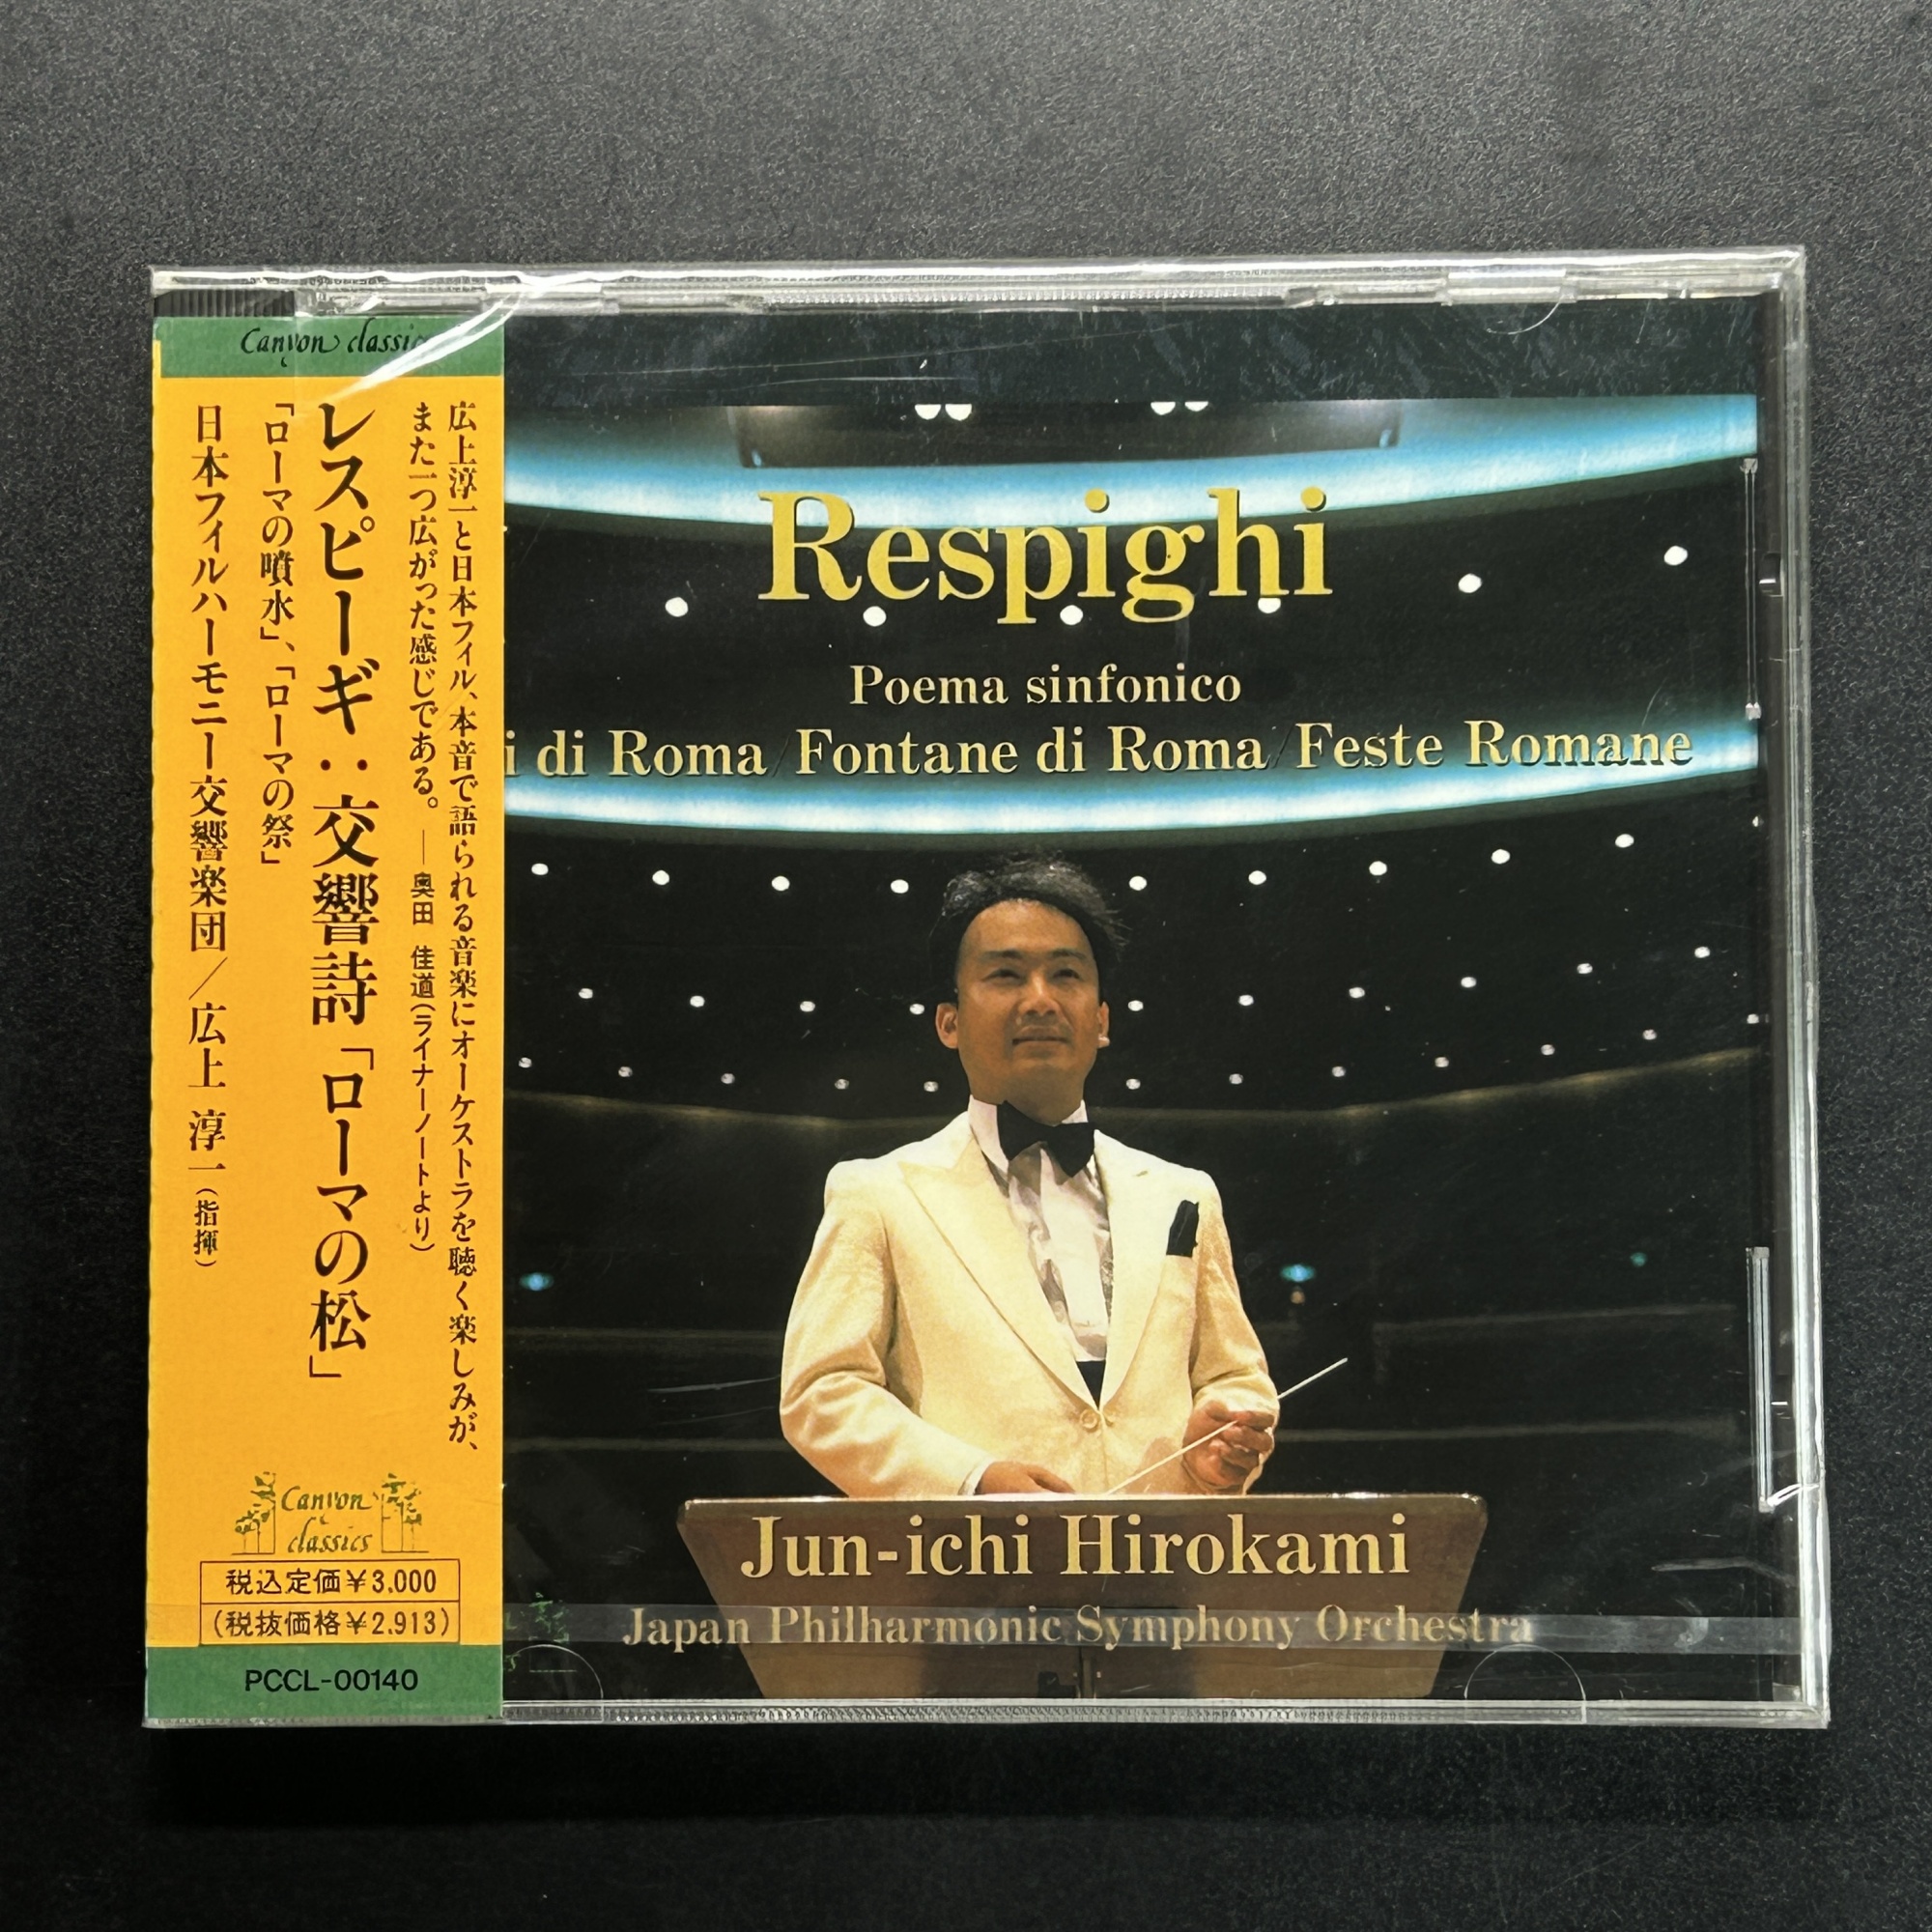 Canyon classics
広上淳一と日本フィル、本音で語られる音楽にオーケストラを聴く楽しみが、
また一つ広がった感じである。 ― 奥田 佳道(ライナーノートより)
レスピーギ:交響詩「ローマの松」
「ローマの噴水」、「ローマの祭」
日本フィルハーモニー交響楽団/広上 淳一(指揮)
Canyon
classics
税込定価¥3,000
(税抜価格¥2,913)
PCCL-00140
Respighi
Poema sinfonico
i di Roma/Fontane di Roma/Feste Romane
Jun-ichi Hirokami
Japan Philharmonic Symphony Orchestra